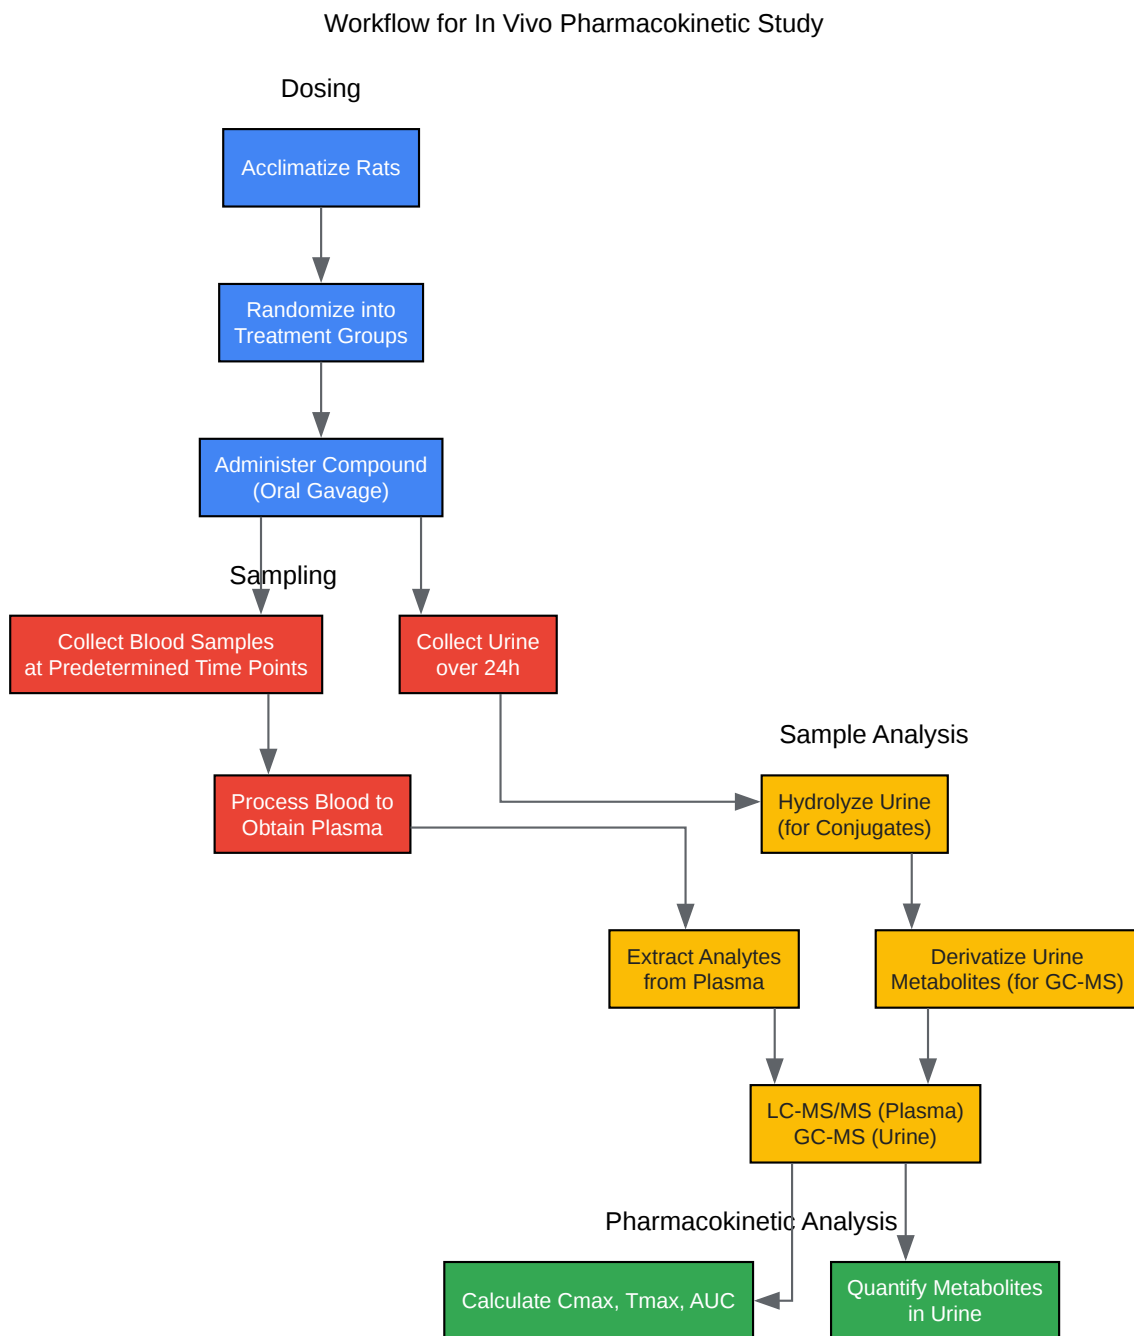 Workflow for In Vivo Pharmacokinetic Study
Dosing
Acclimatize Rats
Randomize into
Treatment Groups
Administer Compound
(Oral Gavage)
Sampling
Collect Blood Samples
at Predetermined Time Points
Collect Urine
over 24h
Process Blood to
Obtain Plasma
Sample Analysis
Hydrolyze Urine
(for Conjugates)
Extract Analytes
from Plasma
Derivatize Urine
Metabolites (for GC-MS)
LC-MS/MS (Plasma)
GC-MS (Urine)
Pharmacokinetic Analysis
Calculate Cmax, Tmax, AUC
Quantify Metabolites
in Urine